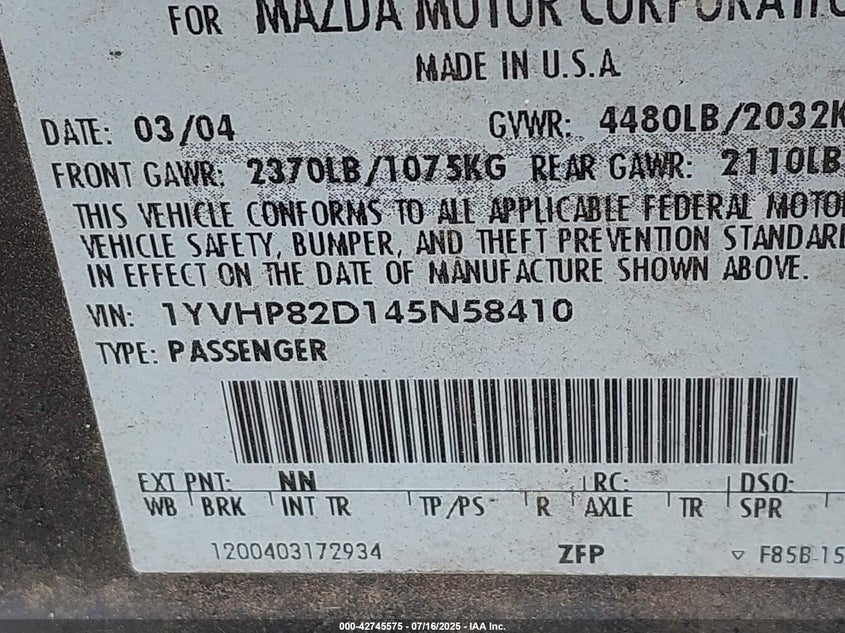 FOR MAZDA MOTOR CORPORATIO
MADE IN U.S.A
DATE: 03/04 GVWR: 4480LB/2032K
FRONT GAWR: 2370LB/1075KG REAR GAWR: 2110LB
THIS VEHICLE CONFORMS TO ALL APPLICABLE FEDERAL MOTOR
VEHICLE SAFETY, BUMPER, AND THEFT PREVENTION STANDARD
IN EFFECT ON THE DATE OF MANUFACTURE SHOWN ABOVE.
VIN: 1YVHP82D145N58410
TYPE: PASSENGER
EXT PNT: NN RC: DSO:
WB BRK INT TR TP/PS R AXLE TR SPR
1200403172934 ZFP F85B-15
000-42745575 - 07/16/2025 - IAA Inc.